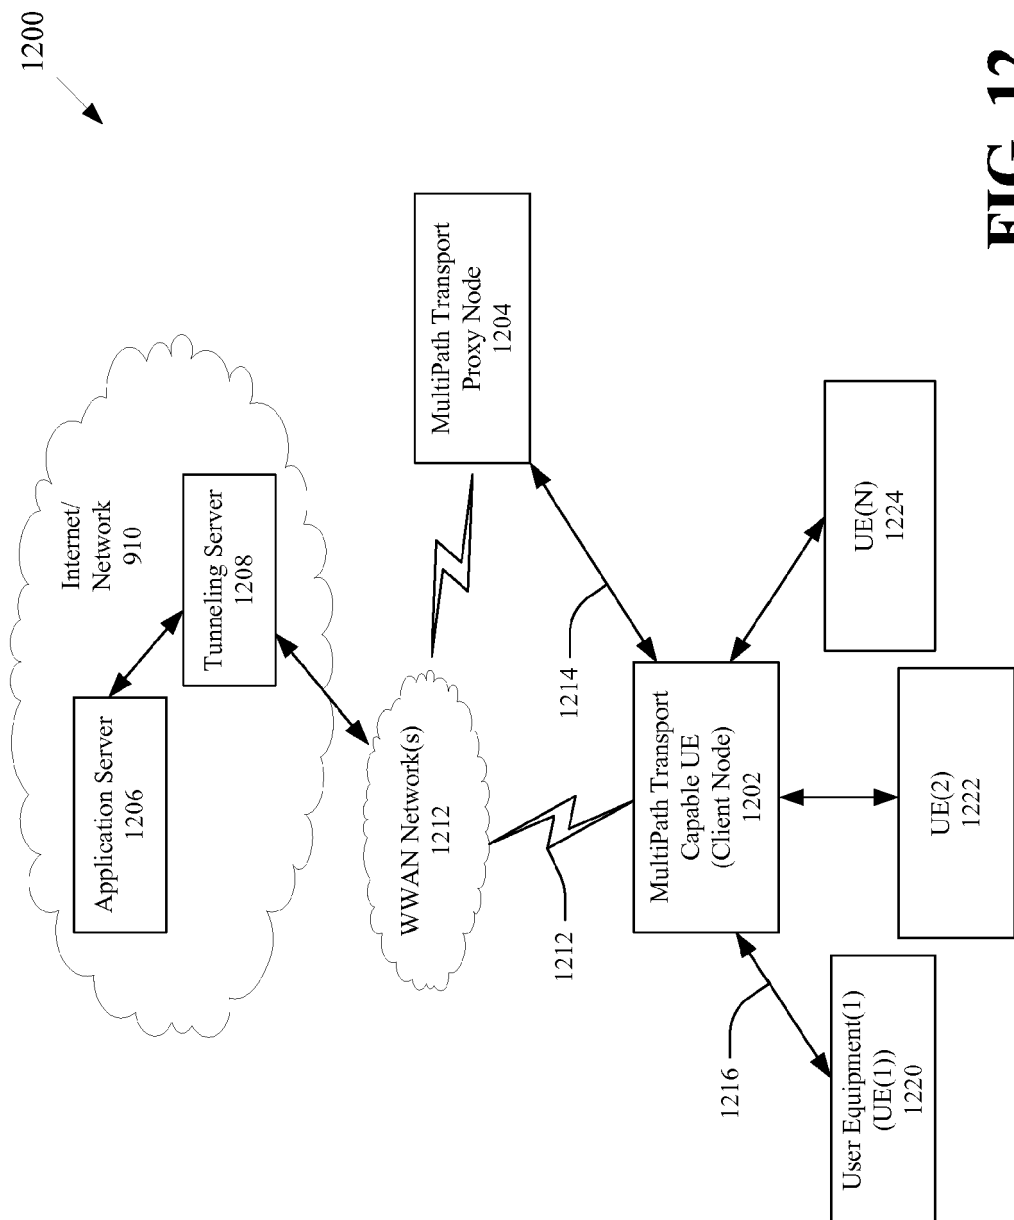 1200
Internet/
Network
910
Application Server
1206
Tunneling Server
1208
WWAN Network(s)
1212
MultiPath Transport
Proxy Node
1204
1212
1214
MultiPath Transport
Capable UE
(Client Node)
1202
1216
User Equipment(1)
(UE(1))
1220
UE(2)
1222
UE(N)
1224
FIG. 12